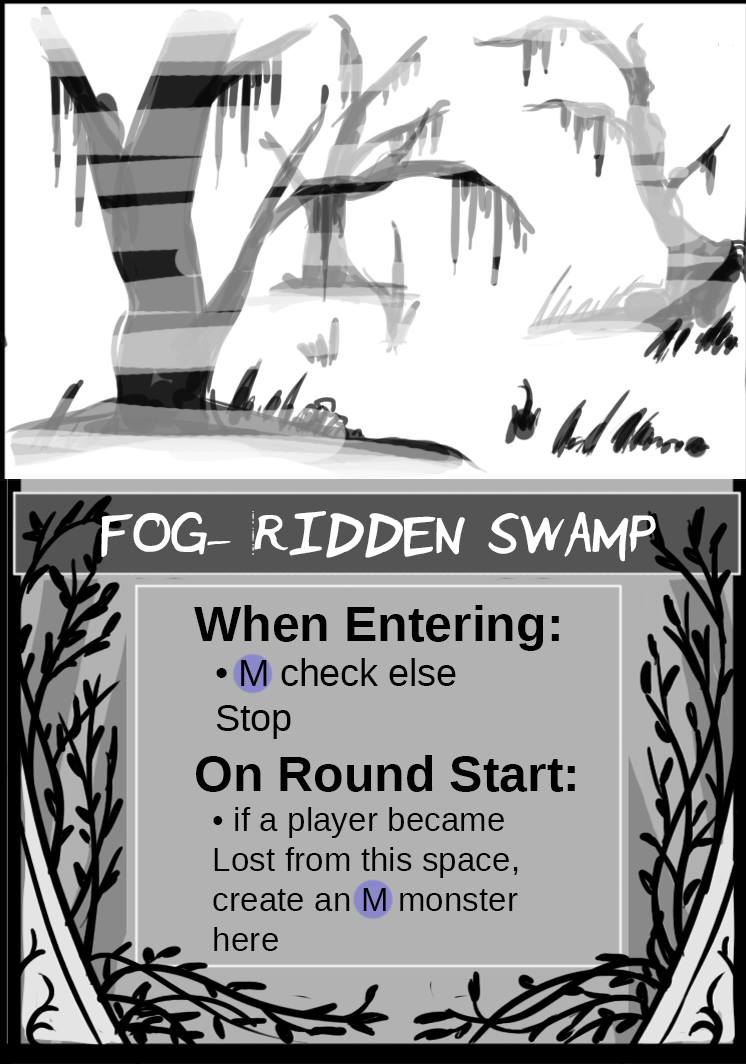 FOG- RIDDEN SWAMP
When Entering:
• M check else
Stop
On Round Start:
• if a player became
Lost from this space,
create an M monster
here